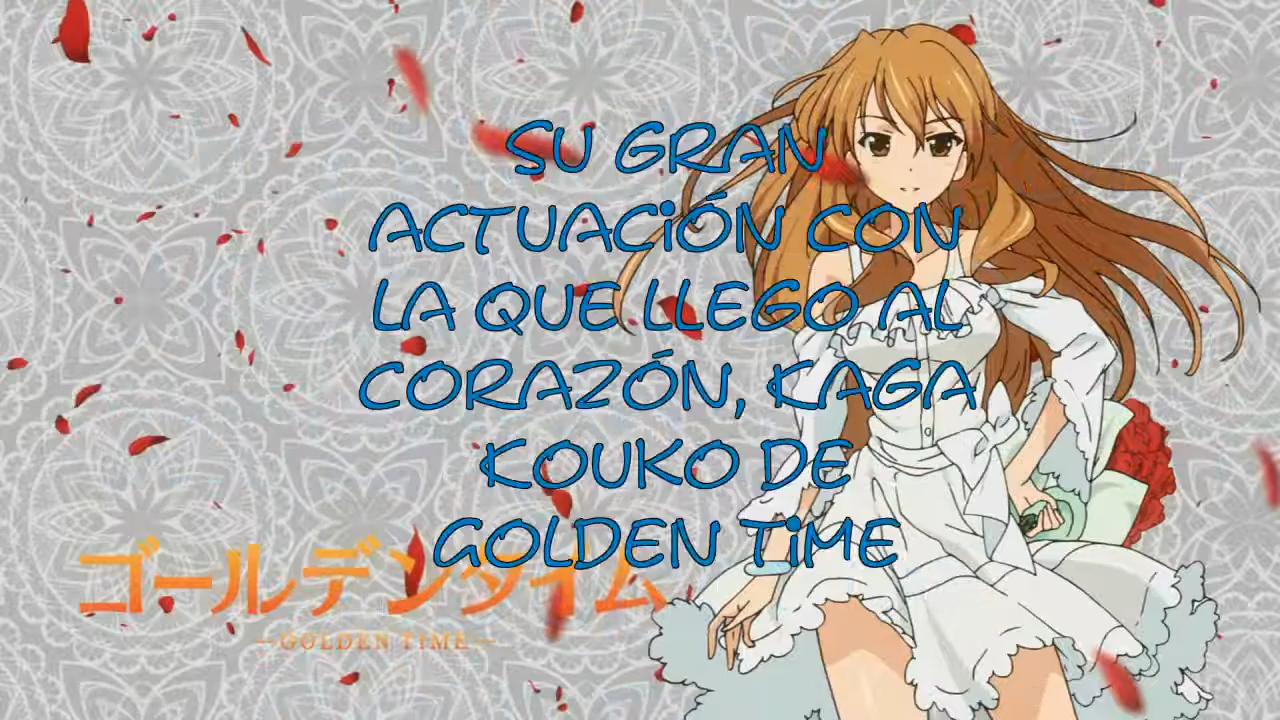 SU GRAN
ACTUACIÓN CON
LA QUE LLEGO AL
CORAZÓN, KAGA
KOUKO DE
GOLDEN TIME
ゴールデンタイム
GOLDEN TIME